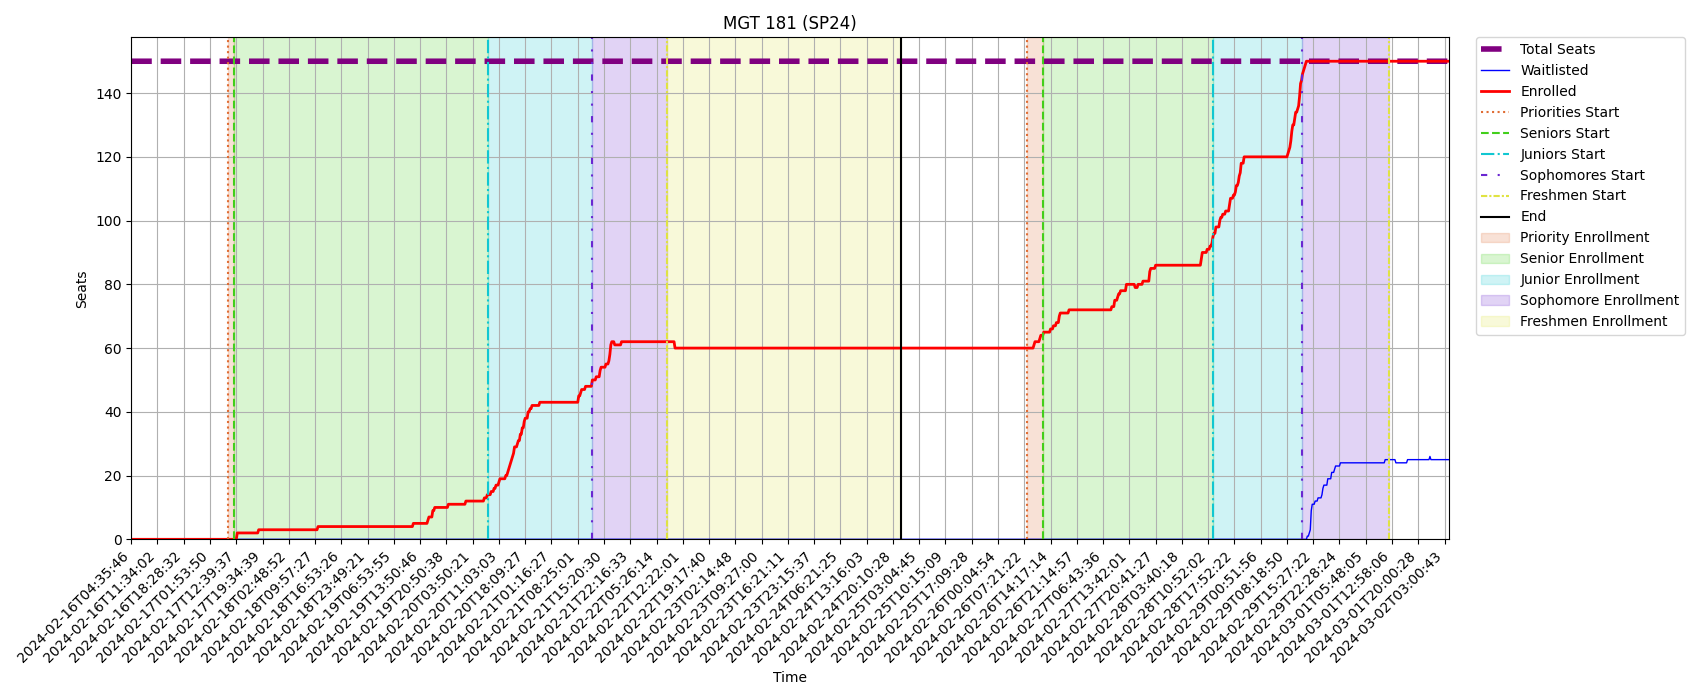 MGT 181 (SP24)
Seats
140
120
100
80
60
40
20
0
2024-02-16T04:35:46
2024-02-16T11:34:02
2024-02-16T18:28:32
2024-02-17T01:53:50
2024-02-17T12:39:37
2024-02-17T19:34:39
2024-02-18T02:48:52
2024-02-18T09:57:27
2024-02-18T16:53:26
2024-02-18T23:49:21
2024-02-19T06:53:55
2024-02-19T13:50:46
2024-02-19T20:50:38
2024-02-20T03:50:21
2024-02-20T11:03:03
2024-02-20T18:09:27
2024-02-21T01:16:27
2024-02-21T08:25:01
2024-02-21T15:20:30
2024-02-21T22:16:33
2024-02-22T05:26:14
2024-02-22T12:22:01
2024-02-22T19:17:40
2024-02-23T02:14:48
2024-02-23T09:27:00
2024-02-23T16:21:11
2024-02-23T23:15:37
2024-02-24T06:21:25
2024-02-24T13:16:03
2024-02-24T20:10:28
2024-02-25T03:04:45
2024-02-25T10:15:09
2024-02-25T17:09:28
2024-02-26T00:04:54
2024-02-26T07:21:22
2024-02-26T14:17:14
2024-02-26T21:14:57
2024-02-27T06:43:36
2024-02-27T13:42:01
2024-02-27T20:41:27
2024-02-28T03:40:18
2024-02-28T10:52:02
2024-02-28T17:52:22
2024-02-29T00:51:56
2024-02-29T08:18:50
2024-02-29T15:27:22
2024-02-29T22:28:24
2024-03-01T05:48:05
2024-03-01T12:58:06
2024-03-01T20:00:28
2024-03-02T03:00:43
Time
Total Seats
Waitlisted
Enrolled
Priorities Start
Seniors Start
Juniors Start
Sophomores Start
Freshmen Start
End
Priority Enrollment
Senior Enrollment
Junior Enrollment
Sophomore Enrollment
Freshmen Enrollment